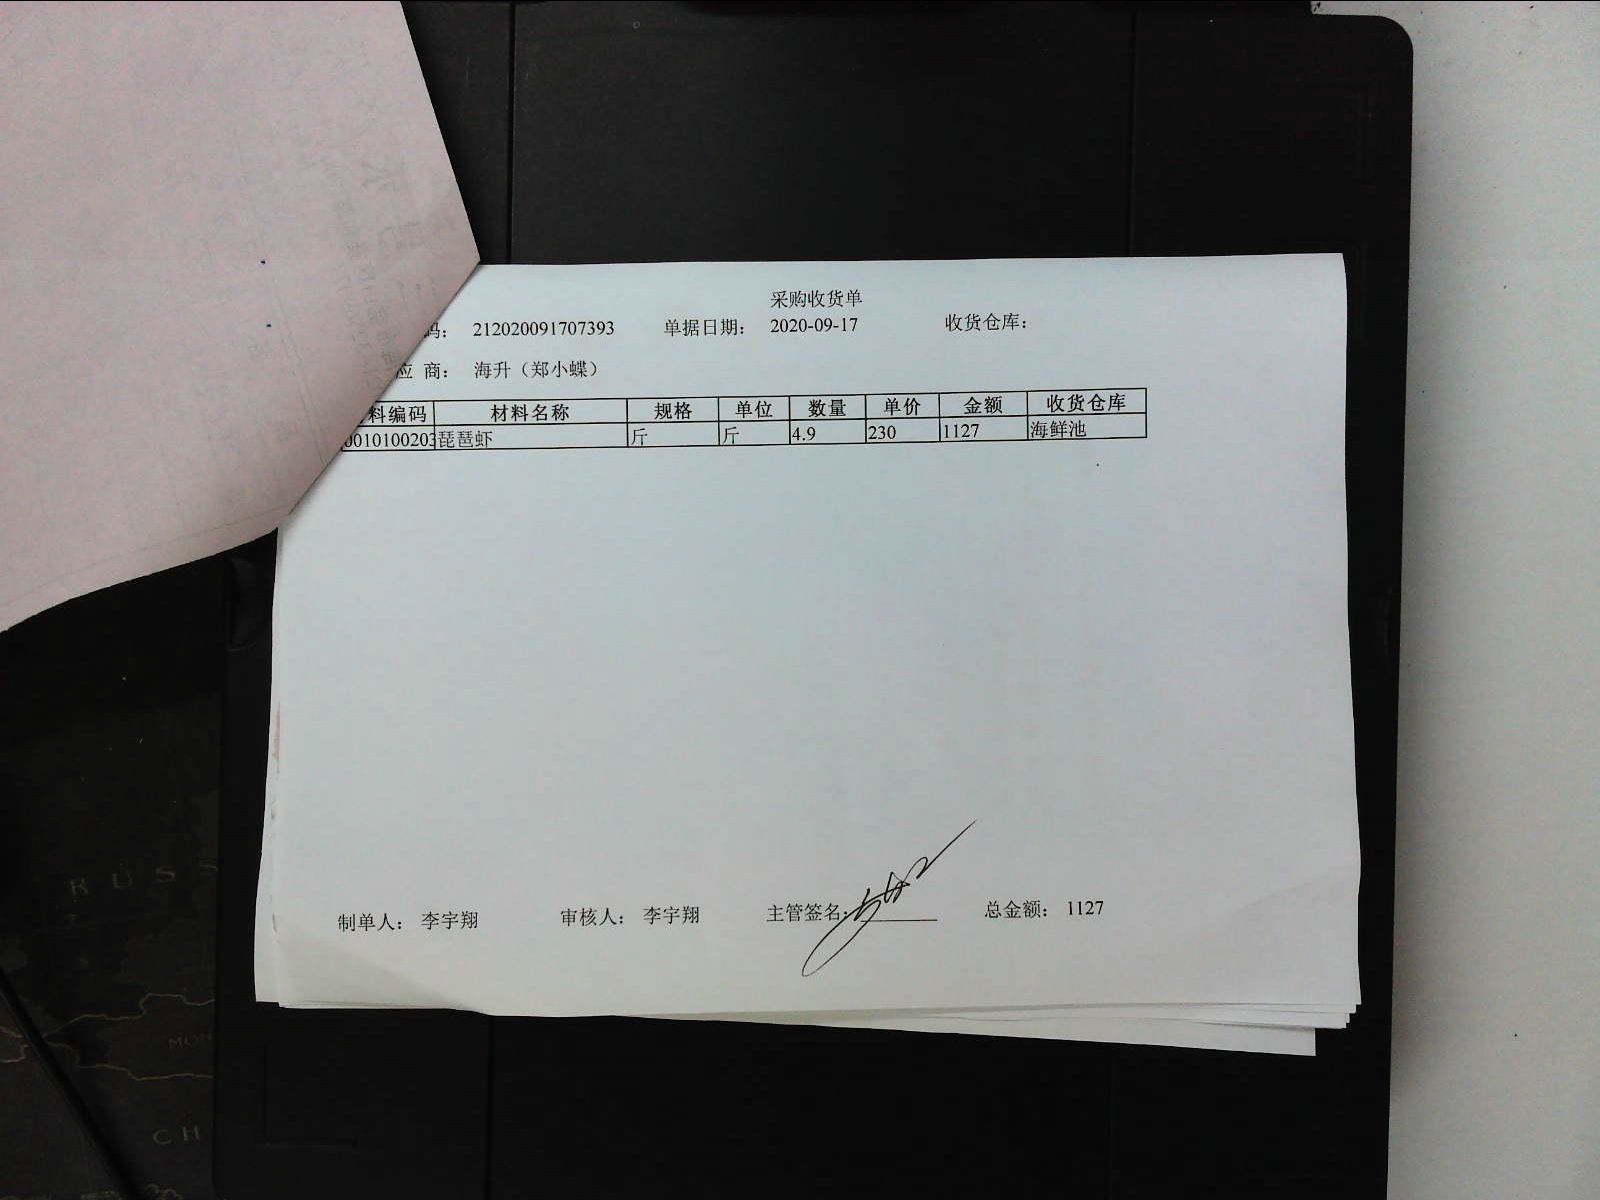 采购收货单
码： 212020091707393 单据日期： 2020-09-17 收货仓库：
应 商： 海升（郑小蝶）
料编码 材料名称 规格 单位 数量 单价 金额 收货仓库
0010100203 琵琶虾 斤 斤 4.9 230 1127 海鲜池
制单人： 李宇翔 审核人： 李宇翔 主管签名： 总金额： 1127
RUSS
MON
CH